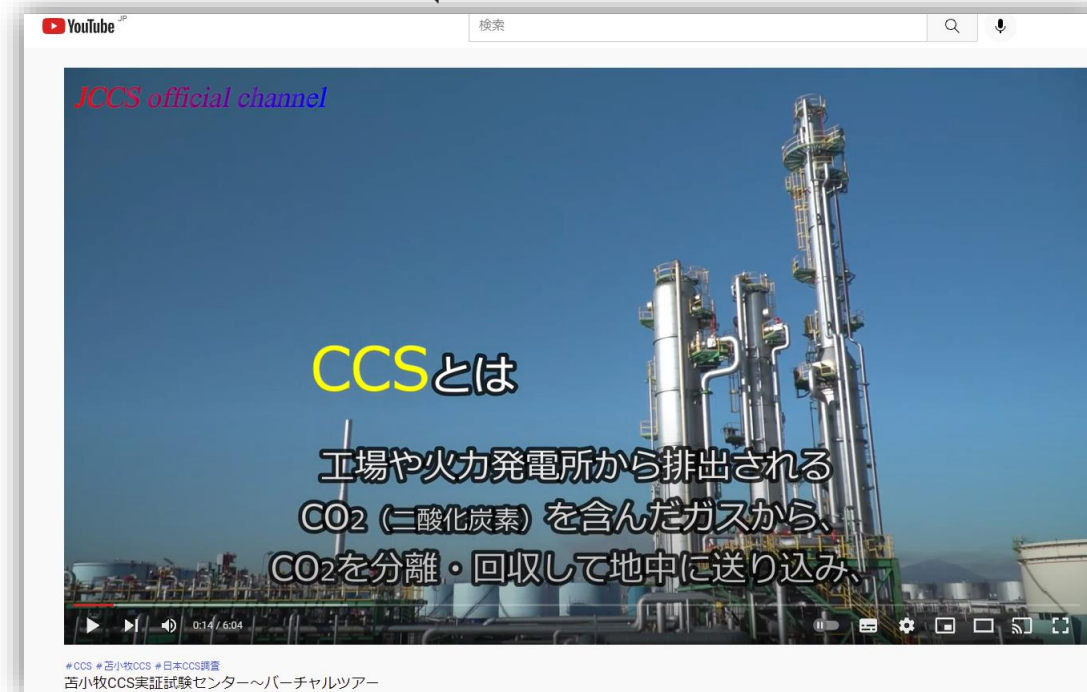 YouTube JP
検索
JCCS official channel
CCSとは
工場や火力発電所から排出される
CO2（二酸化炭素）を含んだガスから、
CO2を分離・回収して地中に送り込み、
0:14 / 6:04
#CCS #苫小牧CCS #日本CCS調査
苫小牧CCS実証試験センター～バーチャルツアー